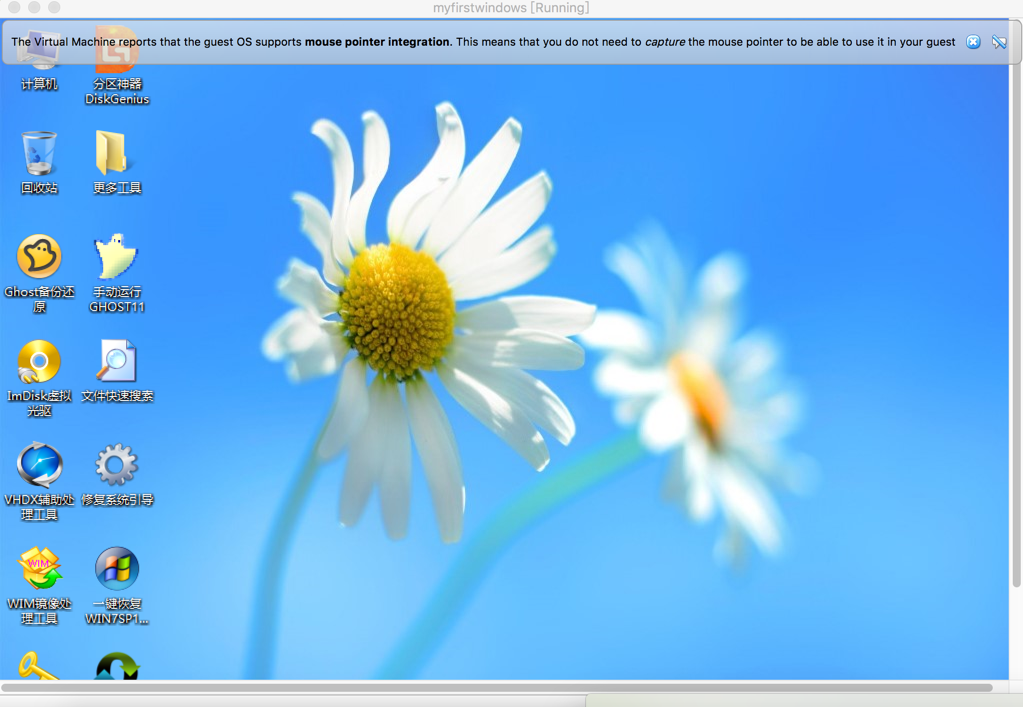 myfirstwindows [Running]
The Virtual Machine reports that the guest OS supports mouse pointer integration. This means that you do not need to capture the mouse pointer to be able to use it in your guest
计算机
分区神器
DiskGenius
回收站
更多工具
Ghost备份还
原
手动运行
GHOST11
ImDisk虚拟
光驱
文件快速搜索
VHDX辅助处
理工具
修复系统引导
WIM
WIM镜像处
理工具
一键恢复
WIN7SP1...